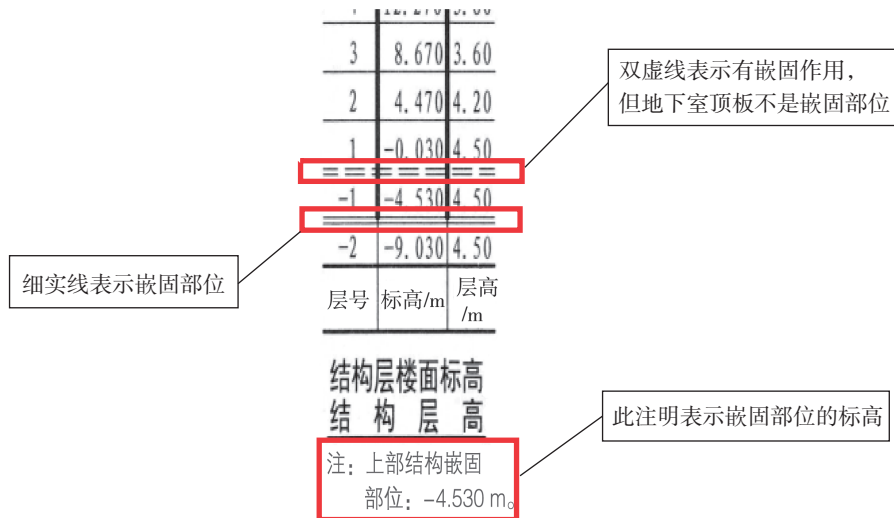 3 8.670 3.60
双虚线表示有嵌固作用，
但地下室顶板不是嵌固部位
2 4.470 4.20
1 -0.030 4.50
-1 -4.530 4.50
-2 -9.030 4.50
细实线表示嵌固部位
层号 标高/m 层高
/m
结构层楼面标高
结 构 层 高
此注明表示嵌固部位的标高
注：上部结构嵌固
部位：-4.530 m。